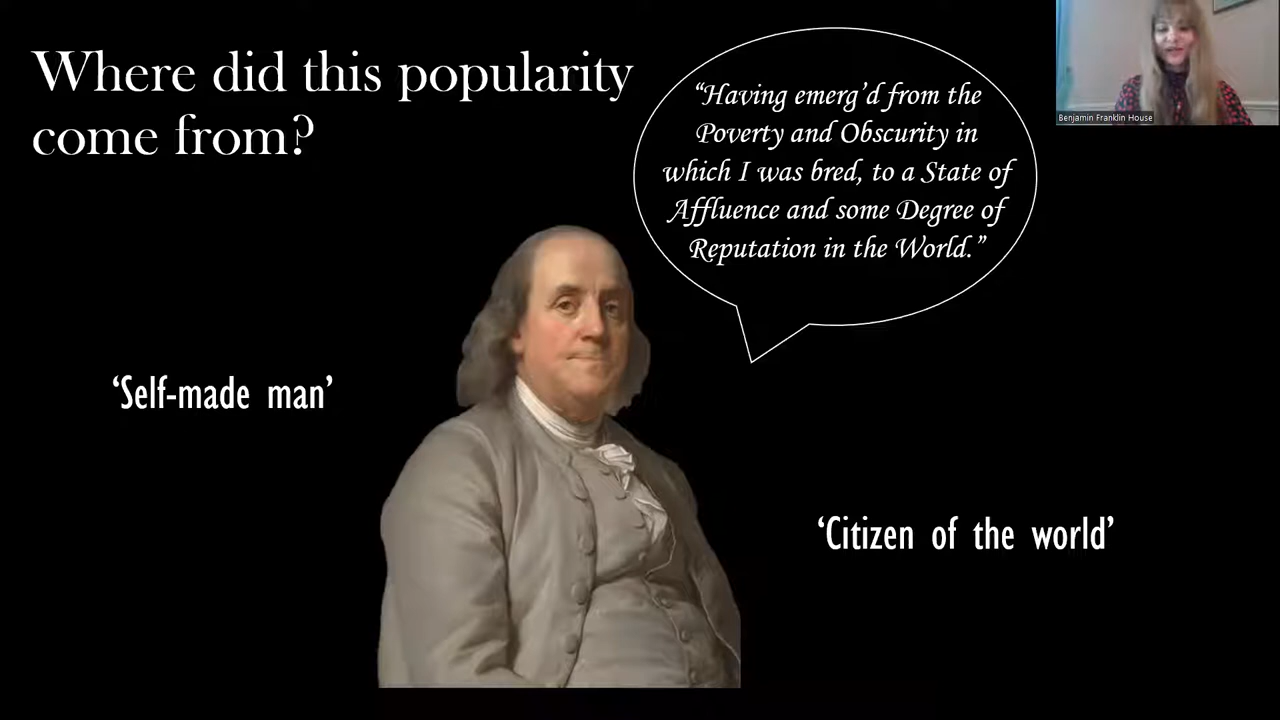 Where did this popularity
come from?
“Having emerg’d from the
Poverty and Obscurity in
which I was bred, to a State of
Affluence and some Degree of
Reputation in the World.”
Benjamin Franklin House
‘Self-made man’
‘Citizen of the world’